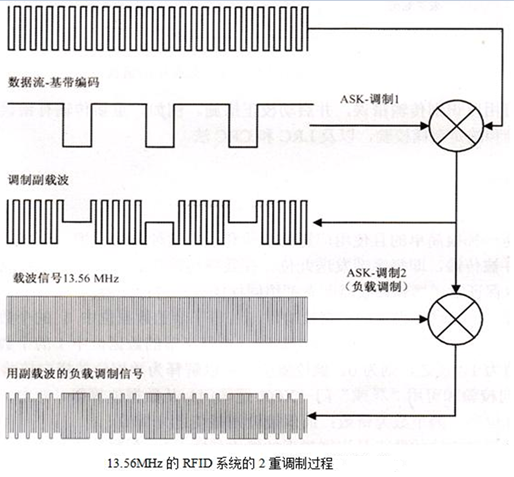 数据流-基带编码
ASK-调制1
调制副载波
载波信号13.56 MHz
ASK-调制2
(负载调制)
用副载波的负载调制信号
13.56MHz 的 RFID 系统的 2 重调制过程